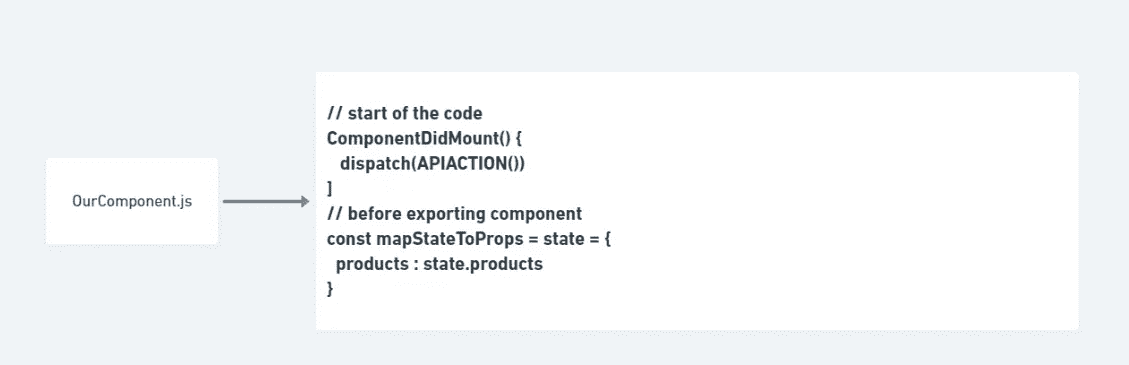 OurComponent.js
// start of the code
ComponentDidMount() {
dispatch(APIACTION())
]
// before exporting component
const mapStateToProps = state = {
products : state.products
}